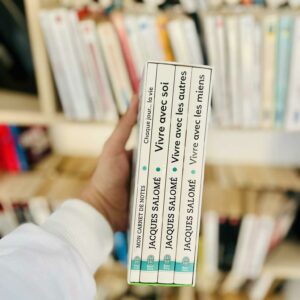 MON CARNET DE NOTES • Chaque jour... la vie
JACQUES SALOMÉ • Vivre avec soi
JACQUES SALOMÉ • Vivre avec les autres
JACQUES SALOMÉ • Vivre avec les miens